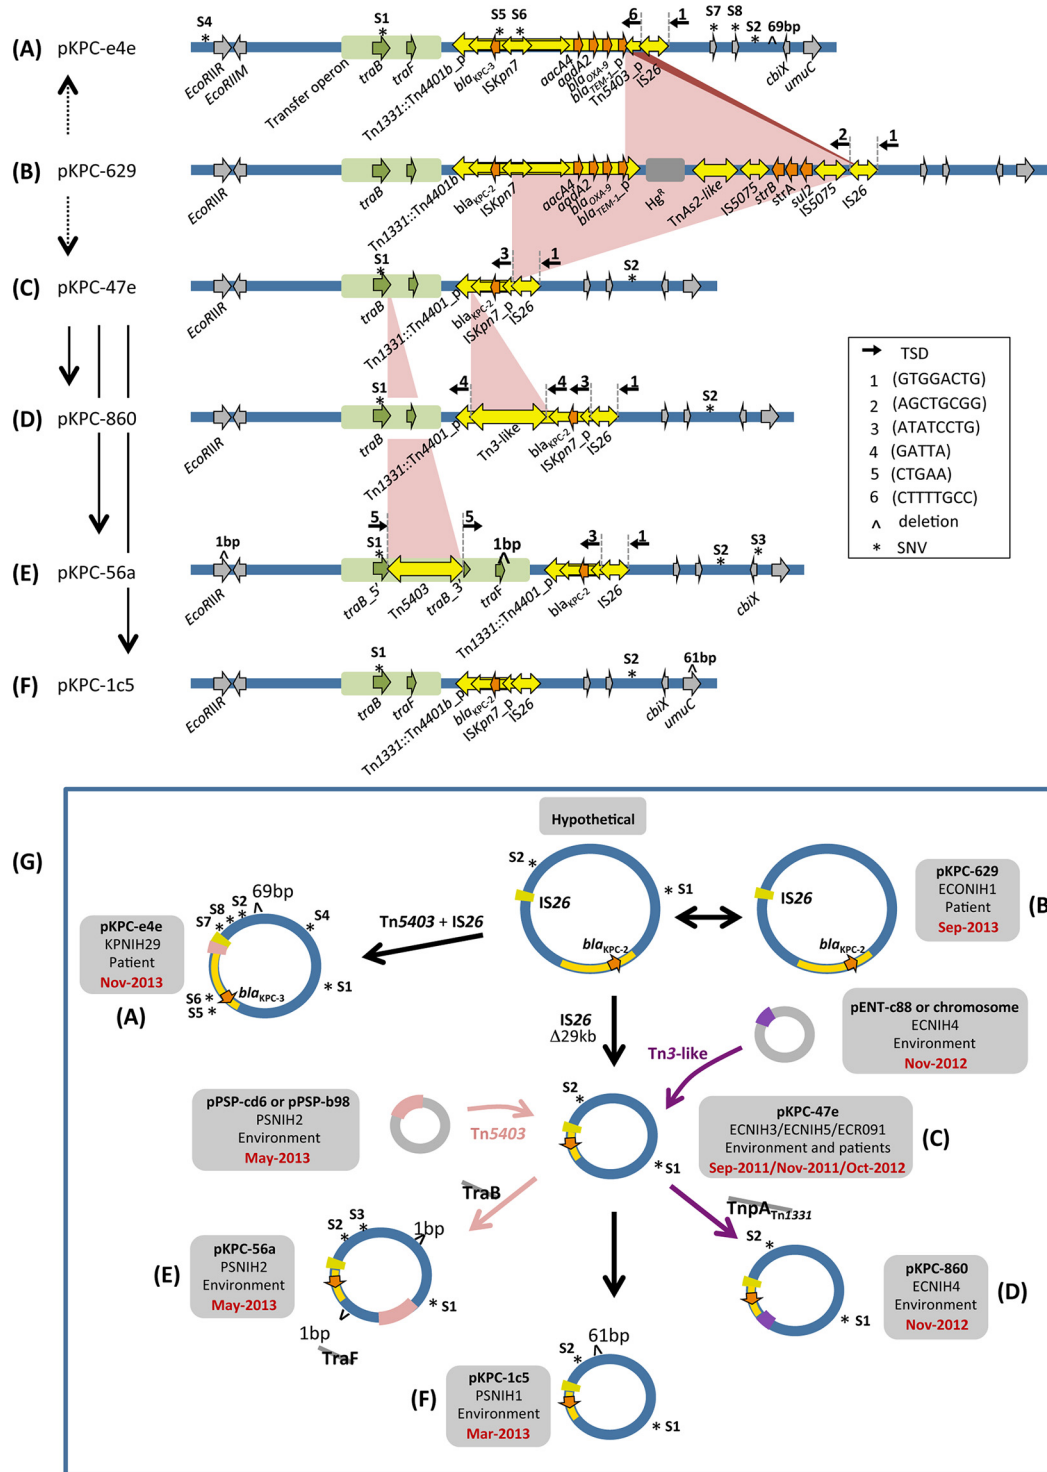 S4
S1
S5
S6
6
1
S7
S8
S2
69bp
(A) pKPC-e4e
EcoRIIR
EcoRIIM
Transfer operon
traB
traF
Tn1331::Tn4401b_p
blaKPC-3
ISKpn7
aacA4
aadA2
blaOXA-9
blaTEM-1_p
Tn5403_p
IS26
cbiX
umuC
2
1
(B) pKPC-629
EcoRIIR
traB
Tn1331::Tn4401b
blaKPC-2
ISKpn7
aacA4
aadA2
blaOXA-9
blaTEM-1_p
HgR
TnAs2-like
IS5075
strB
strA
sul2
IS5075
IS26
S1
3
1
S2
(C) pKPC-47e
EcoRIIR
traB
Tn1331::Tn4401_p
blaKPC-2
ISKpn7_p
IS26
S1
4
4
3
1
S2
(D) pKPC-860
EcoRIIR
traB
Tn1331::Tn4401_p
Tn3-like
blaKPC-2
ISKpn7_p
IS26
TSD
1 (GTGGACTG)
2 (AGCTGCGG)
3 (ATATCCTG)
4 (GATTA)
5 (CTGAA)
6 (CTTTTGCC)
^ deletion
* SNV
1bp
S1
5
5
1bp
3
1
S2
S3
(E) pKPC-56a
EcoRIIR
traB_5'
Tn5403
traB_3'
traF
Tn1331::Tn4401_p
blaKPC-2
IS26
cbiX
S1
S2
61bp
(F) pKPC-1c5
EcoRIIR
traB
traF
Tn1331::Tn4401b_p
blaKPC-2
ISKpn7_p
IS26
cbiX
umuC
(G)
Hypothetical
S2
IS26
S1
blaKPC-2
IS26
blaKPC-2
pKPC-629
ECONIH1
Patient
Sep-2013
(B
pKPC-e4e
KPNIH29
Patient
Nov-2013
(A)
S7
S8
S2
69bp
S4
S1
S6
S5
blaKPC-3
Tn5403 + IS26
IS26
Δ29kb
Tn3-like
pENT-c88 or chromosome
ECNIH4
Environment
Nov-2012
pPSP-cd6 or pPSP-b98
PSNIH2
Environment
May-2013
Tn5403
S2
S1
pKPC-47e
ECNIH3/ECNIH5/ECR091
Environment and patients
Sep-2011/Nov-2011/Oct-2012
(C)
TraB
TnpATn1331
(E)
pKPC-56a
PSNIH2
Environment
May-2013
S2
S3
1bp
S1
1bp
TraF
S2
S1
pKPC-860
ECNIH4
Environment
Nov-2012
(D)
(F)
pKPC-1c5
PSNIH1
Environment
Mar-2013
S2
61bp
S1